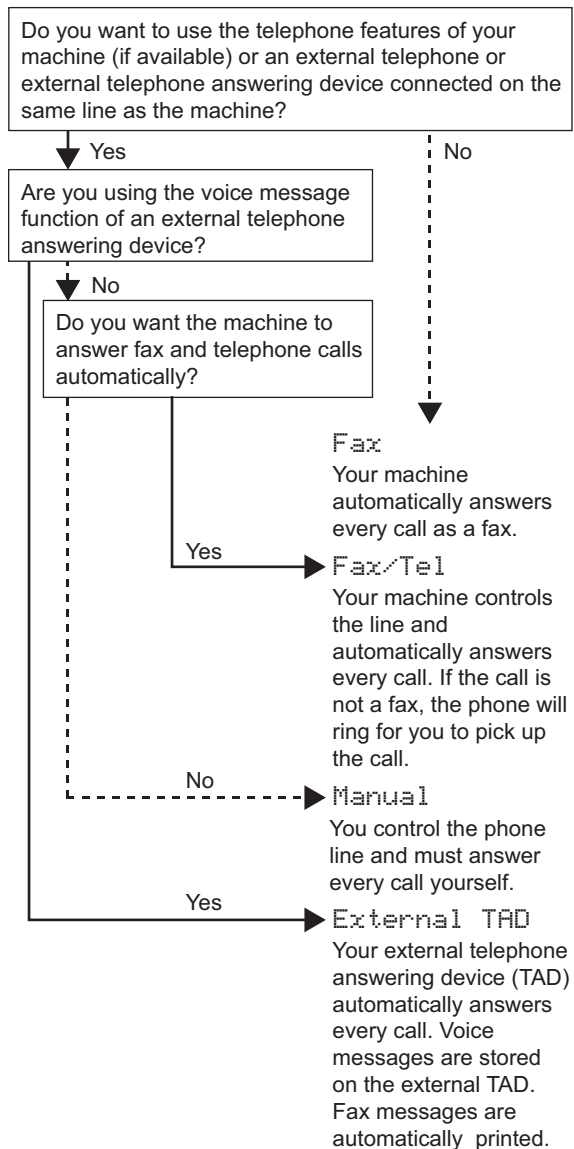 Do you want to use the telephone features of your
machine (if available) or an external telephone or
external telephone answering device connected on the
same line as the machine?
Yes
No
Are you using the voice message
function of an external telephone
answering device?
No
Do you want the machine to
answer fax and telephone calls
automatically?
Fax
Your machine
automatically answers
every call as a fax.
Yes
Fax/Tel
Your machine controls
the line and
automatically answers
every call. If the call is
not a fax, the phone will
ring for you to pick up
the call.
No
Manual
You control the phone
line and must answer
every call yourself.
Yes
External TAD
Your external telephone
answering device (TAD)
automatically answers
every call. Voice
messages are stored
on the external TAD.
Fax messages are
automatically printed.